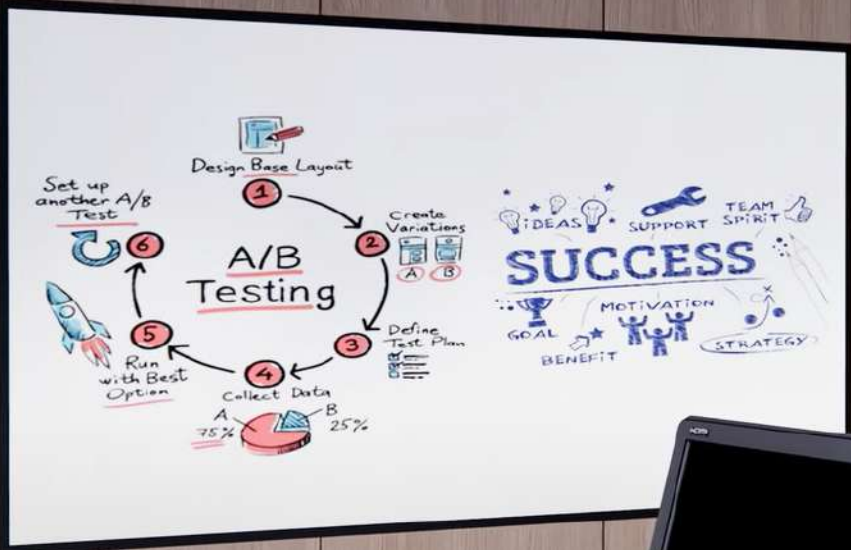 Design Base Layout
1
Set up
another A/B
Test
6
Create
Variations
2
A B
A/B
Testing
Define
Test Plan
3
5
Run
with Best
Option
4
Collect Data
A B
75% 25%
IDEAS
SUPPORT
TEAM
SPIRIT
SUCCESS
GOAL
MOTIVATION
BENEFIT
STRATEGY